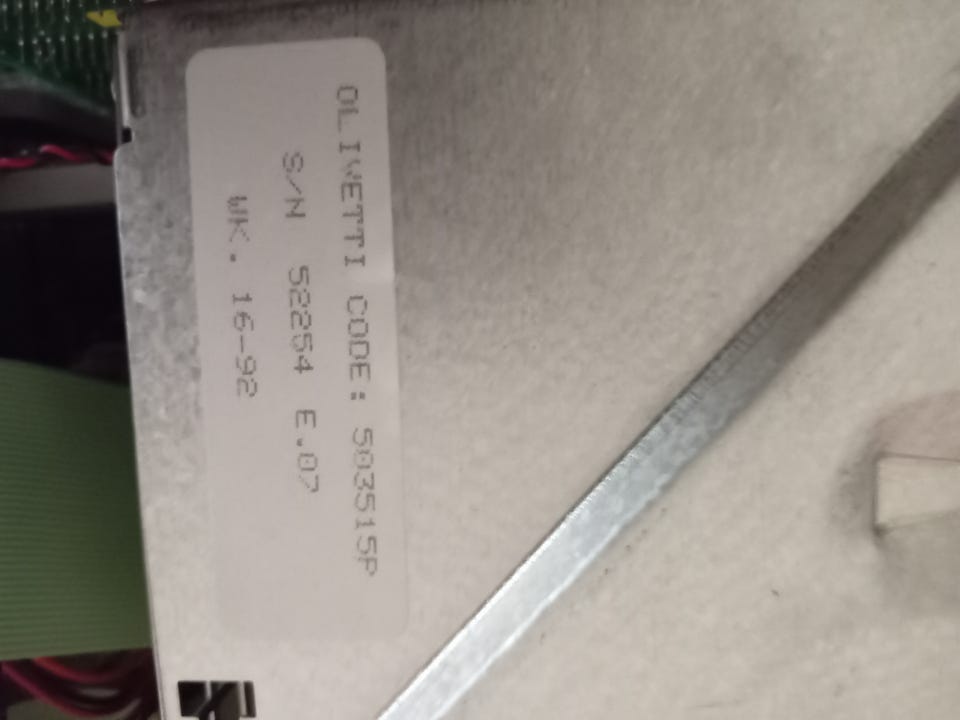 OLIVETTI CODE: 503515P
S/N 52254 E.07
WK. 16-92